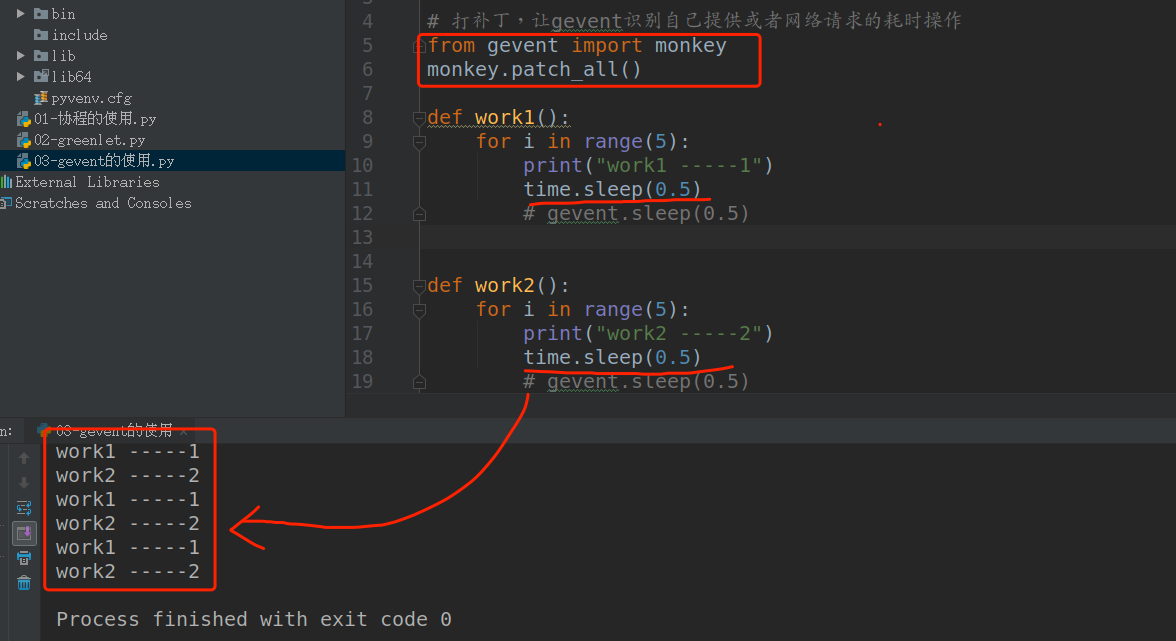 bin
include
lib
lib64
pyvenv.cfg
01-协程的使用.py
02-greenlet.py
03-gevent的使用.py
External Libraries
Scratches and Consoles
4 # 打补丁，让gevent识别自己提供或者网络请求的耗时操作
5 from gevent import monkey
6 monkey.patch_all()
7
8 def work1():
9 for i in range(5):
10 print("work1 -----1")
11 time.sleep(0.5)
12 # gevent.sleep(0.5)
13
14
15 def work2():
16 for i in range(5):
17 print("work2 -----2")
18 time.sleep(0.5)
19 # gevent.sleep(0.5)
n: 03-gevent的使用 ×
work1 -----1
work2 -----2
work1 -----1
work2 -----2
work1 -----1
work2 -----2
Process finished with exit code 0